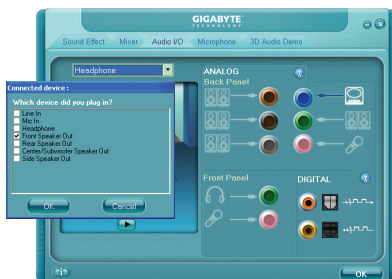 GIGABYTE
TECHNOLOGY
Sound Effect Mixer Audio I/O Microphone 3D Audio Demo
Headphone
ANALOG
Back Panel
Connected device :
Which device did you plug in?
Line In
Mic In
Headphone
Front Speaker Out
Rear Speaker Out
Center/Subwoofer Speaker Out
Side Speaker Out
OK Cancel
Front Panel
DIGITAL
OK